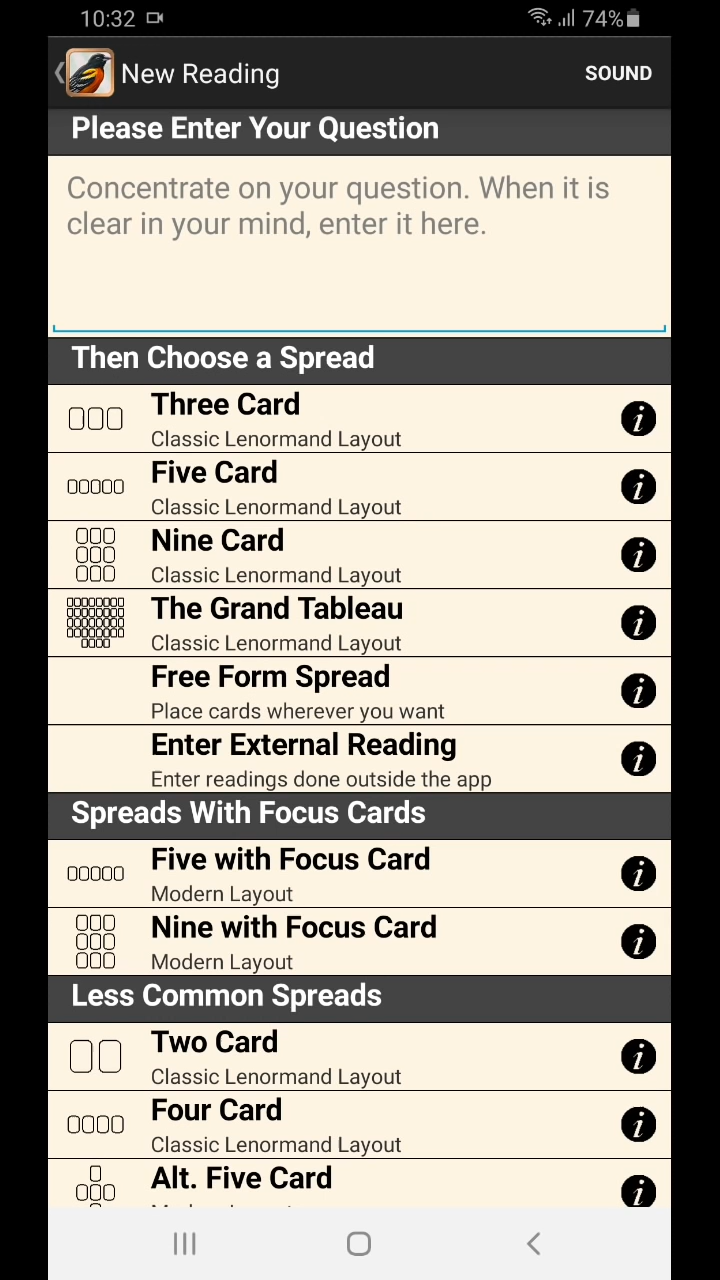 10:32
74%
New Reading
SOUND
Please Enter Your Question
Concentrate on your question. When it is
clear in your mind, enter it here.
Then Choose a Spread
Three Card
Classic Lenormand Layout
Five Card
Classic Lenormand Layout
Nine Card
Classic Lenormand Layout
The Grand Tableau
Classic Lenormand Layout
Free Form Spread
Place cards wherever you want
Enter External Reading
Enter readings done outside the app
Spreads With Focus Cards
Five with Focus Card
Modern Layout
Nine with Focus Card
Modern Layout
Less Common Spreads
Two Card
Classic Lenormand Layout
Four Card
Classic Lenormand Layout
Alt. Five Card